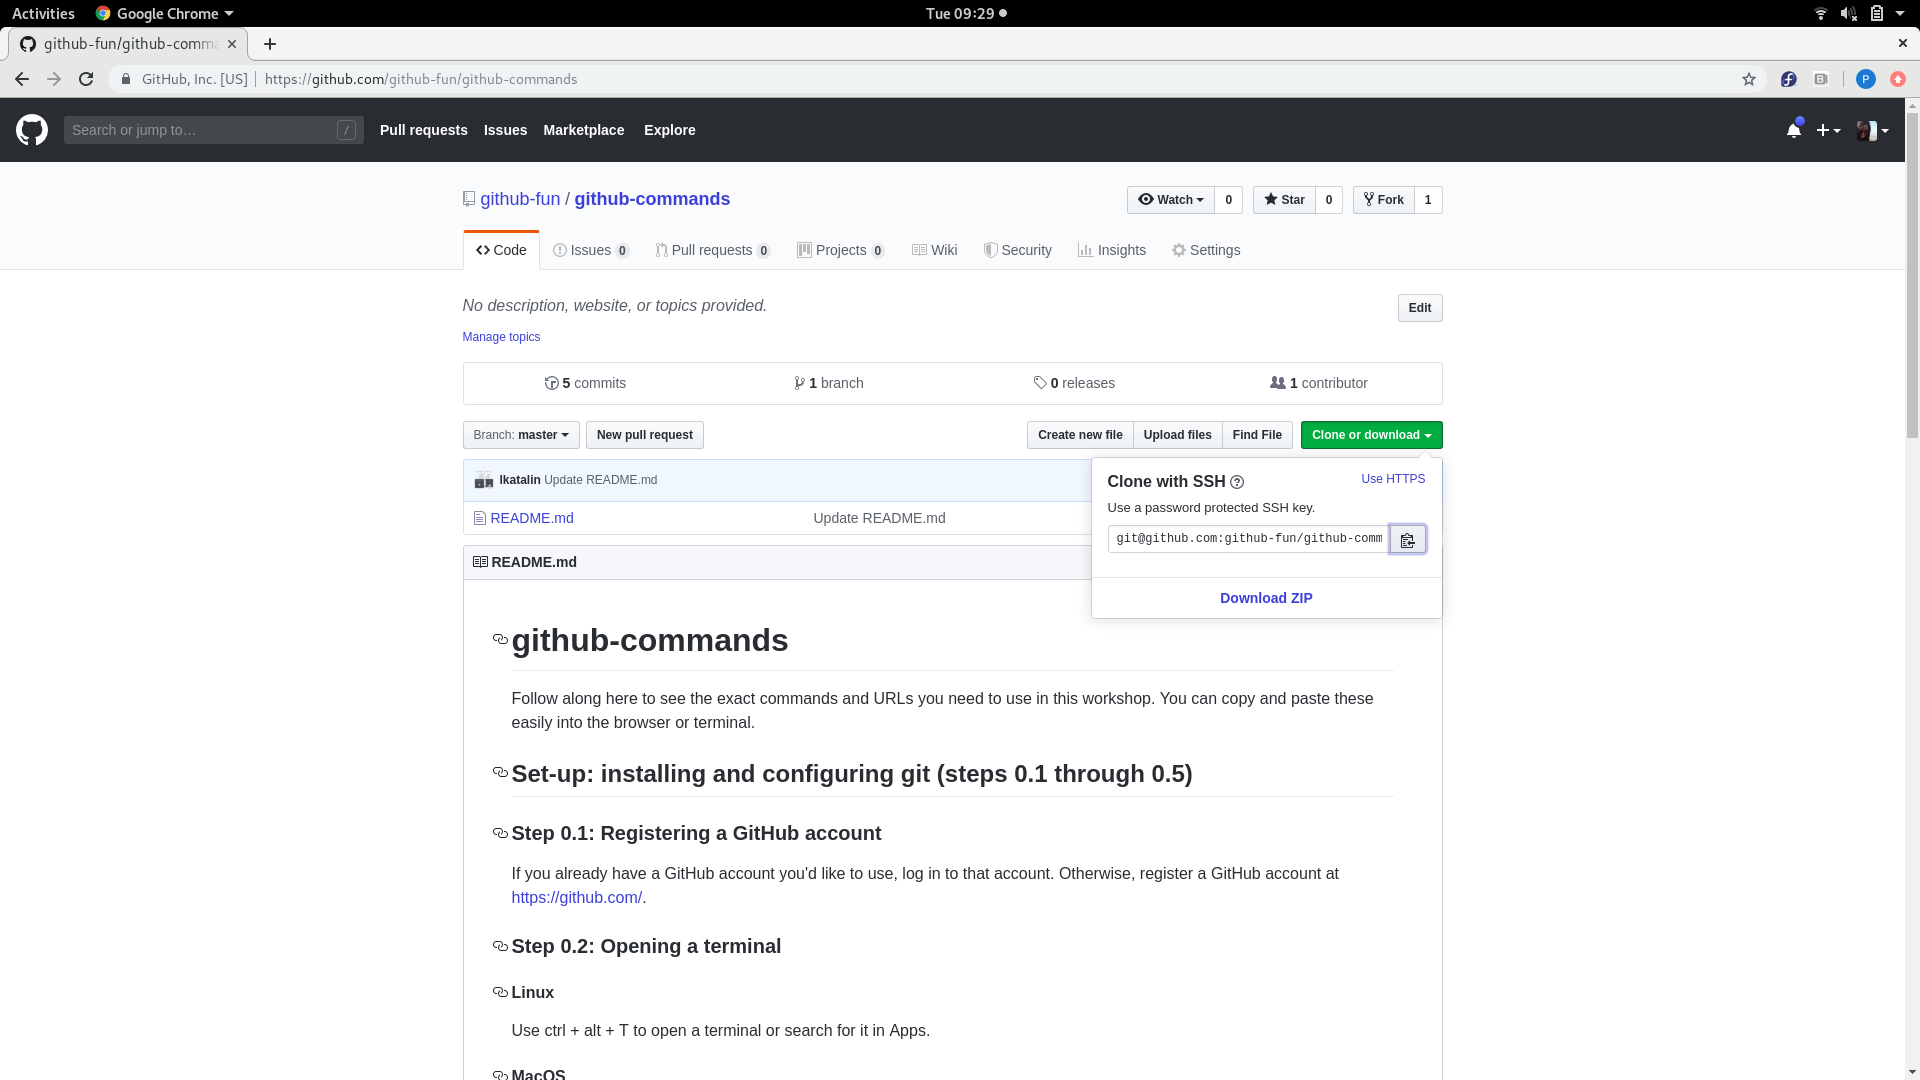 Activities Google Chrome Tue 09:29
github-fun/github-comma
GitHub, Inc. [US] https://github.com/github-fun/github-commands
Search or jump to… / Pull requests Issues Marketplace Explore
github-fun / github-commands Watch 0 Star 0 Fork 1
Code Issues 0 Pull requests 0 Projects 0 Wiki Security Insights Settings
No description, website, or topics provided. Edit
Manage topics
5 commits 1 branch 0 releases 1 contributor
Branch: master New pull request Create new file Upload files Find File Clone or download
lkatalin Update README.md
README.md Update README.md
Clone with SSH Use HTTPS
Use a password protected SSH key.
git@github.com:github-fun/github-comm
Download ZIP
README.md
github-commands
Follow along here to see the exact commands and URLs you need to use in this workshop. You can copy and paste these
easily into the browser or terminal.
Set-up: installing and configuring git (steps 0.1 through 0.5)
Step 0.1: Registering a GitHub account
If you already have a GitHub account you'd like to use, log in to that account. Otherwise, register a GitHub account at
https://github.com/.
Step 0.2: Opening a terminal
Linux
Use ctrl + alt + T to open a terminal or search for it in Apps.
MacOS